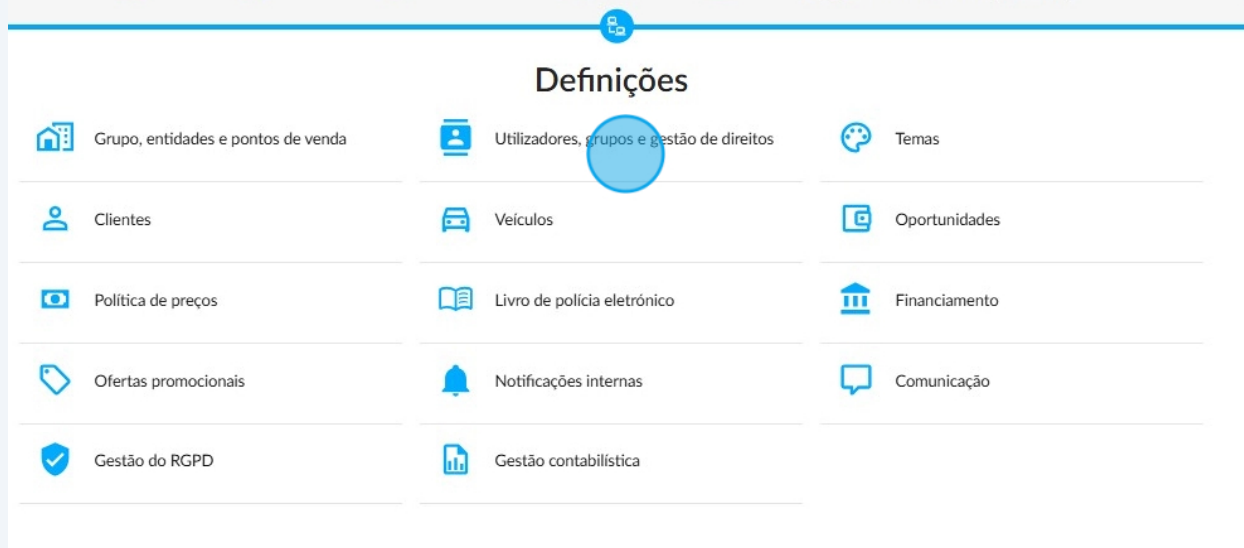 Definições
Grupo, entidades e pontos de venda
Utilizadores, grupos e gestão de direitos
Temas
Clientes
Veículos
Oportunidades
Política de preços
Livro de polícia eletrónico
Financiamento
Ofertas promocionais
Notificações internas
Comunicação
Gestão do RGPD
Gestão contabilística